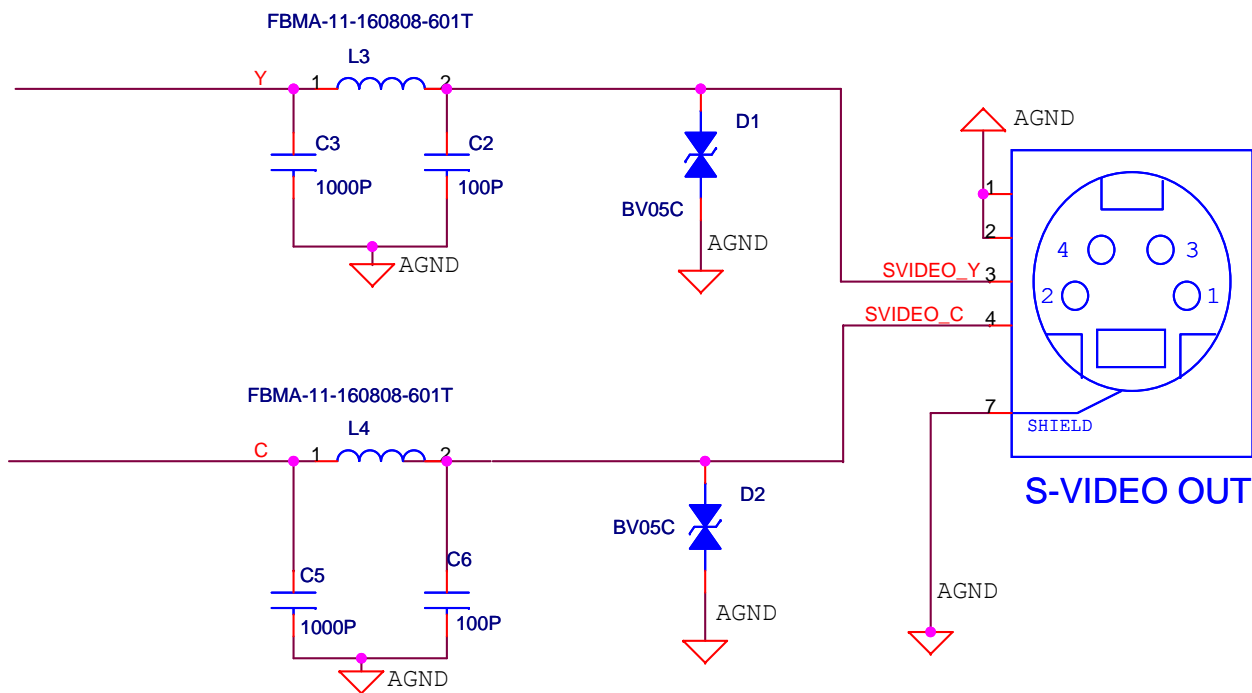 FBMA-11-160808-601T
L3
Y
1
2
C3
1000P
C2
100P
AGND
D1
BV05C
AGND
AGND
1
2
SVIDEO_Y
3
SVIDEO_C
4
4
3
2
1
7
SHIELD
S-VIDEO OUT
AGND
FBMA-11-160808-601T
L4
C
1
2
C5
1000P
C6
100P
AGND
D2
BV05C
AGND